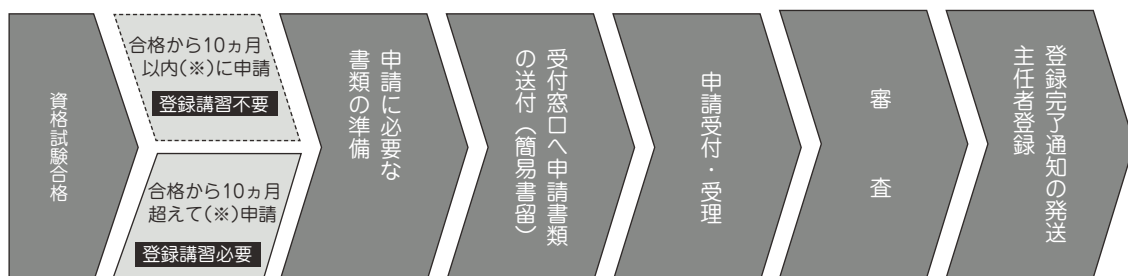 資格試験合格
合格から10ヵ月
以内(※)に申請
登録講習不要
合格から10ヵ月
超えて(※)申請
登録講習必要
申請に必要な
書類の準備
受付窓口へ申請書類
の送付(簡易書留)
申請受付・受理
審査
登録完了通知の発送
主任者登録